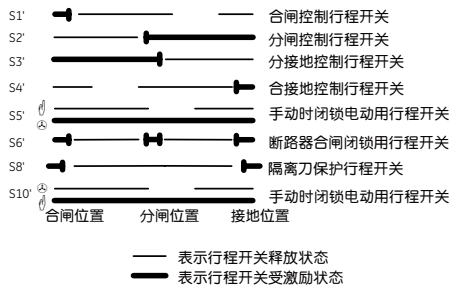 S1' 合闸控制行程开关
S2' 分闸控制行程开关
S3' 分接地控制行程开关
S4' 合接地控制行程开关
S5' 手动时闭锁电动用行程开关
S6' 断路器合闸闭锁用行程开关
S8' 隔离刀保护行程开关
S10' 手动时闭锁电动用行程开关
合闸位置 分闸位置 接地位置
表示行程开关释放状态
表示行程开关受激励状态